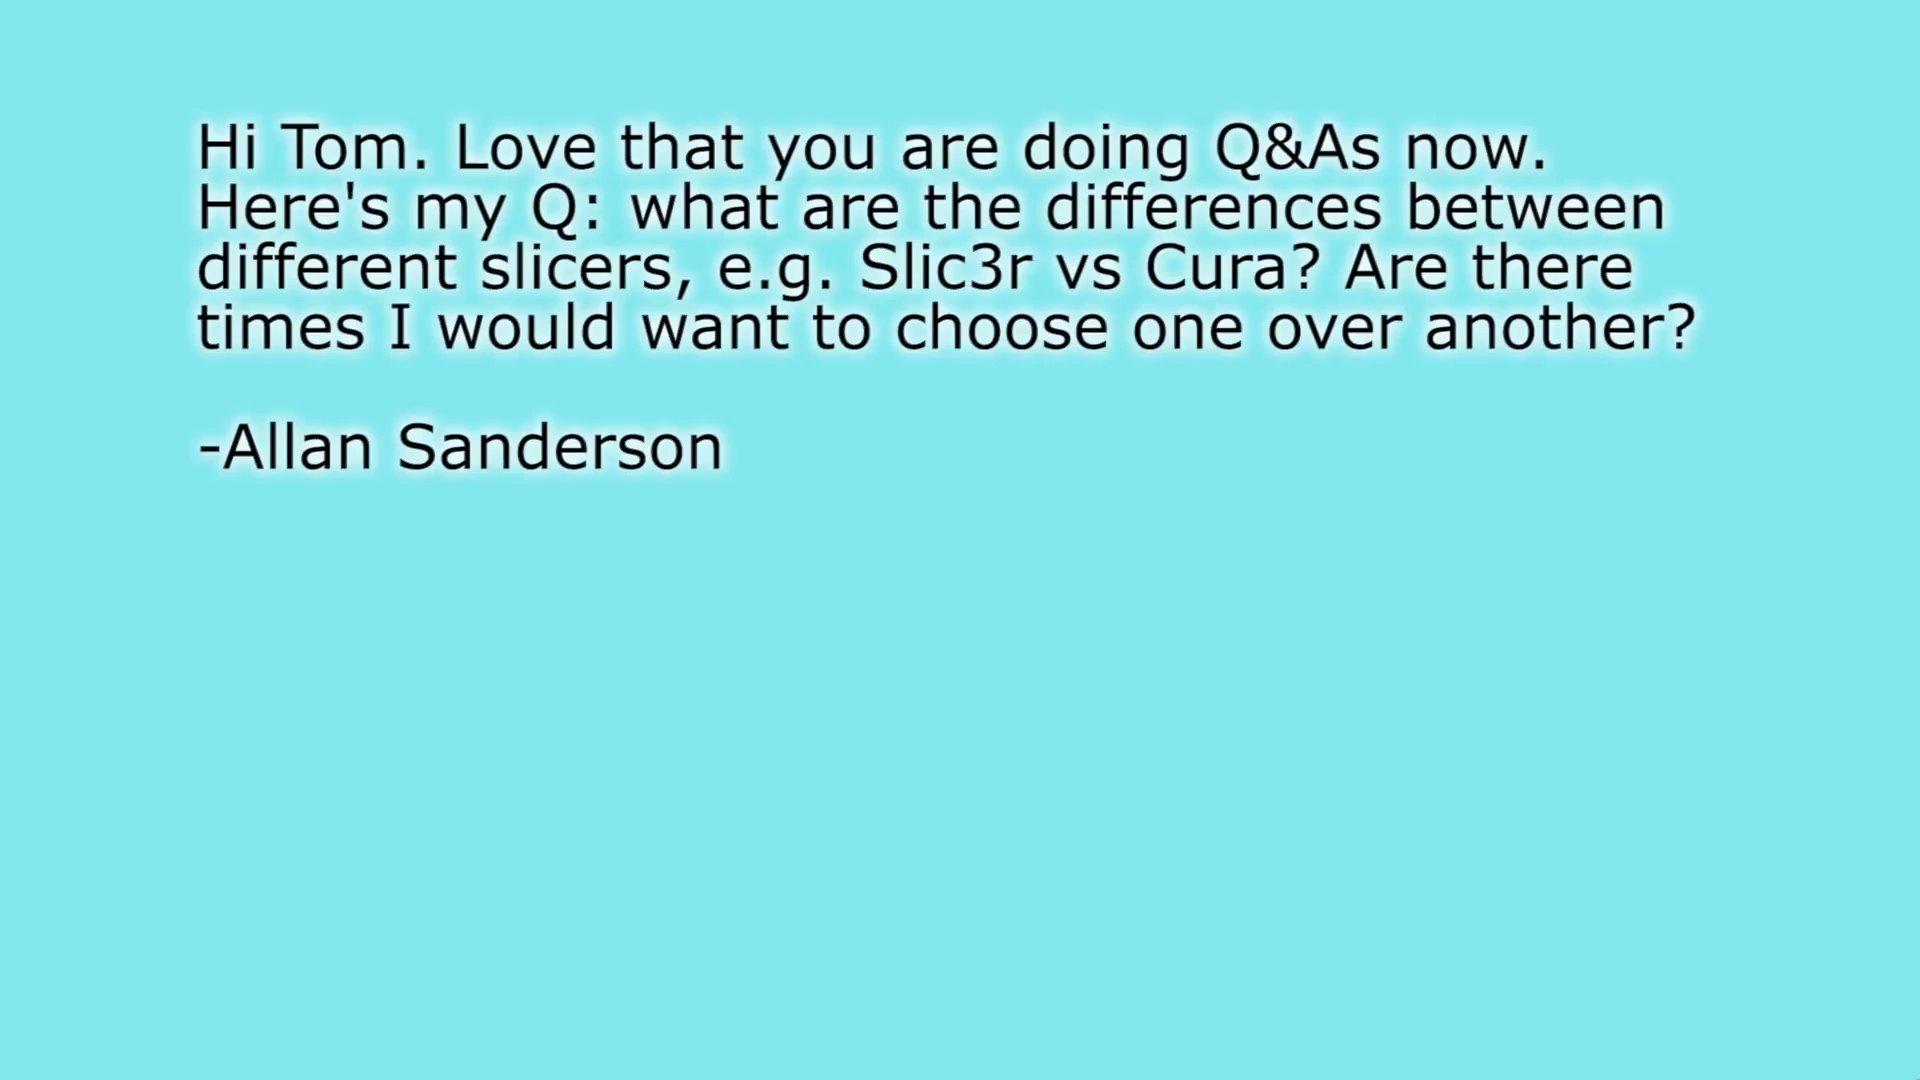 Hi Tom. Love that you are doing Q&As now.
Here's my Q: what are the differences between
different slicers, e.g. Slic3r vs Cura? Are there
times I would want to choose one over another?
-Allan Sanderson